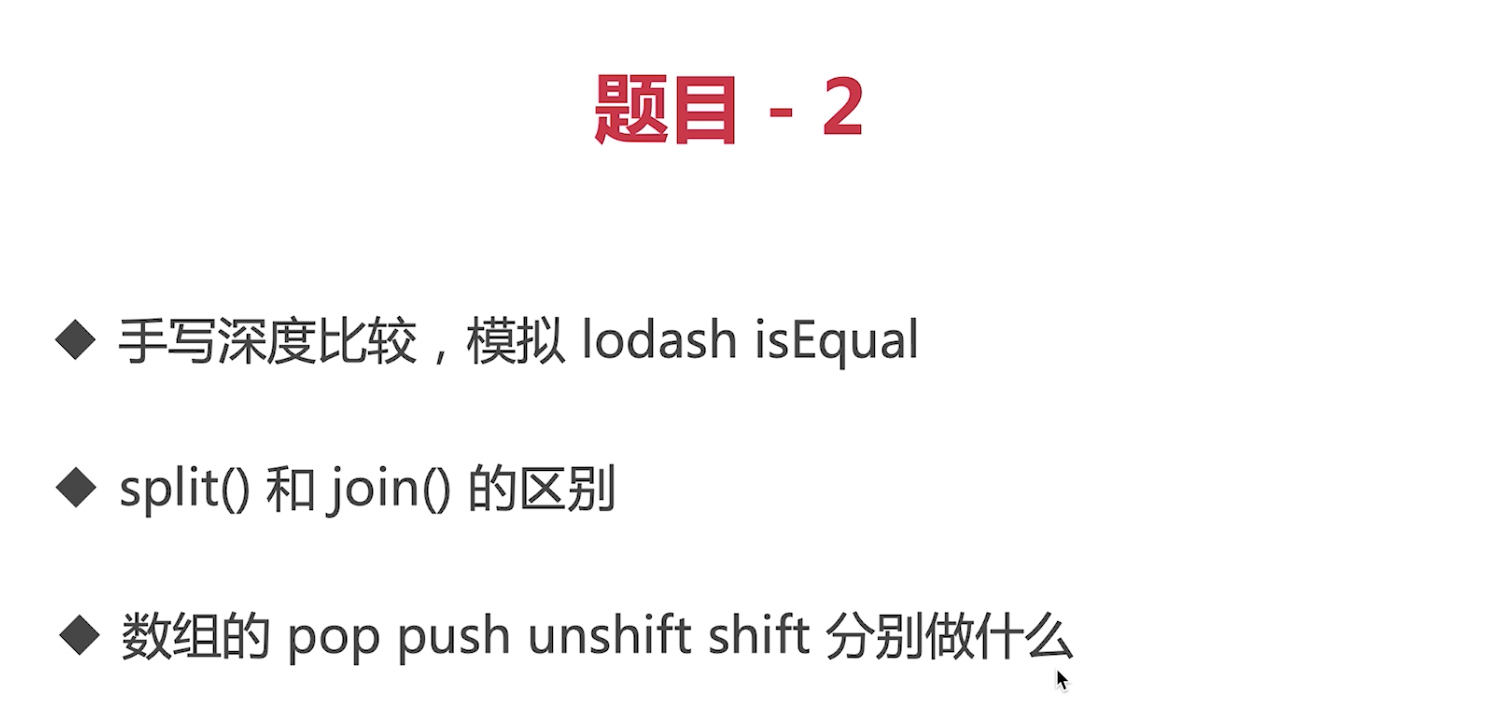 题目 - 2
◆ 手写深度比较，模拟 lodash isEqual
◆ split() 和 join() 的区别
◆ 数组的 pop push unshift shift 分别做什么